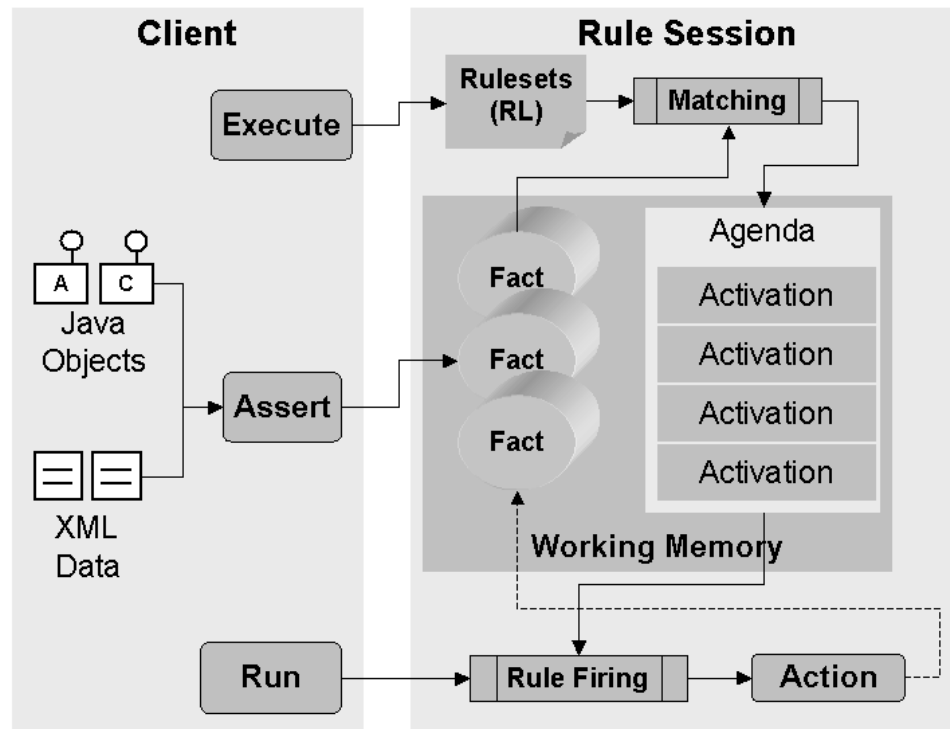 Client
Rule Session
Execute
Rulesets
(RL)
Matching
A
C
Java
Objects
Assert
XML
Data
Fact
Fact
Fact
Agenda
Activation
Activation
Activation
Activation
Working Memory
Run
Rule Firing
Action